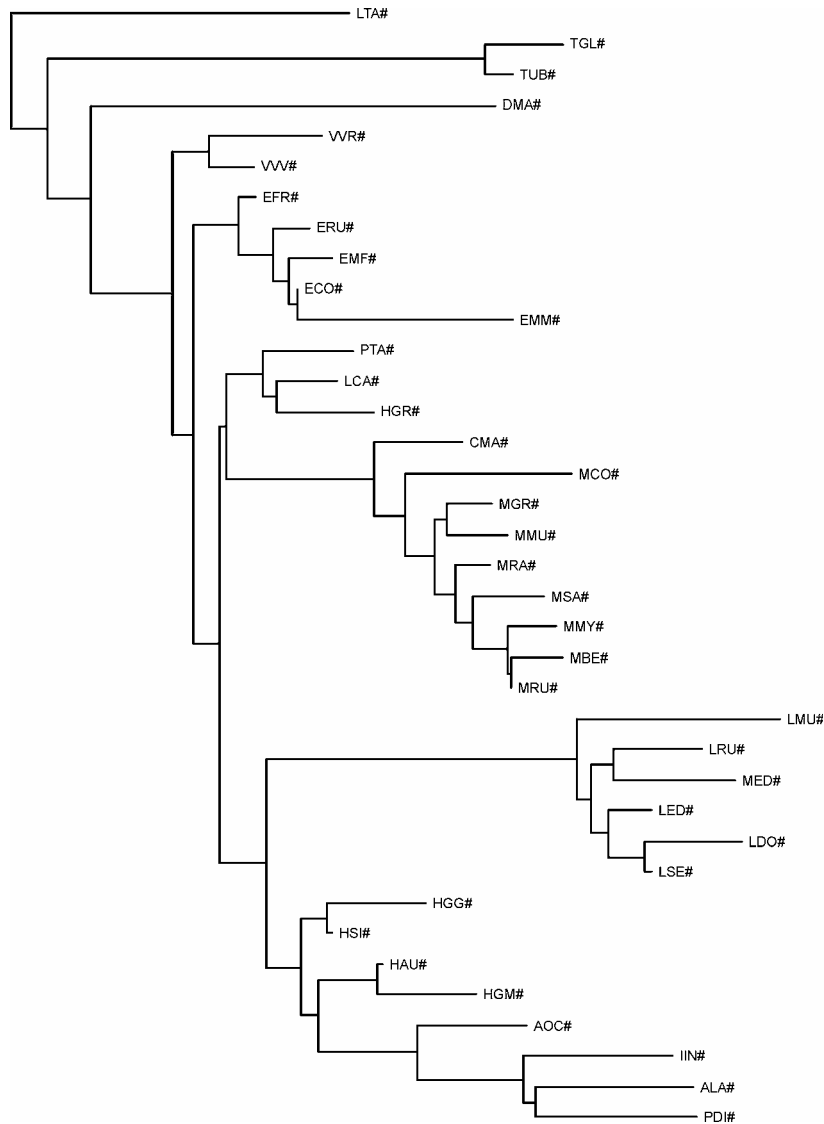 LTA#
TGL#
TUB#
DMA#
VVR#
VVV#
EFR#
ERU#
EMF#
ECO#
EMM#
PTA#
LCA#
HGR#
CMA#
MCO#
MGR#
MMU#
MRA#
MSA#
MMY#
MBE#
MRU#
LMU#
LRU#
MED#
LED#
LDO#
LSE#
HGG#
HSI#
HAU#
HGM#
AOC#
IIN#
ALA#
PDI#